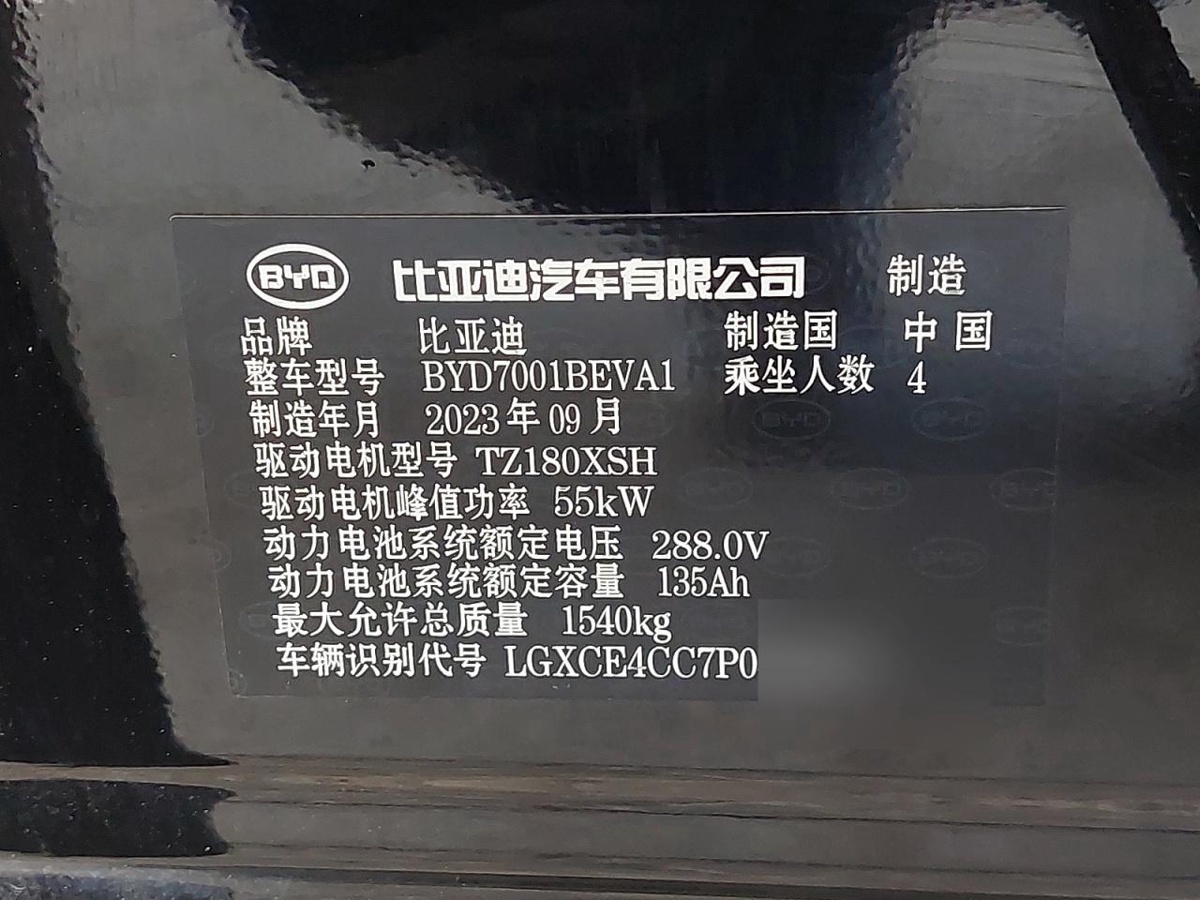 BYD 比亚迪汽车有限公司 制造
品牌 比亚迪 制造国 中国
整车型号 BYD7001BEVA1 乘坐人数 4
制造年月 2023年09月
驱动电机型号 TZ180XSH
驱动电机峰值功率 55kW
动力电池系统额定电压 288.0V
动力电池系统额定容量 135Ah
最大允许总质量 1540kg
车辆识别代号 LGXCE4CC7P0